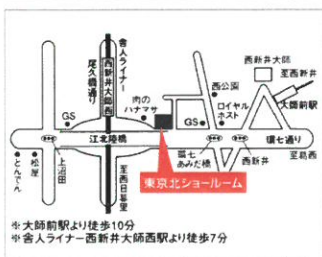 舎人ライナー
尾久橋通り
西新井大師西
西新井大師
至西新井
大師前駅
肉の
ハナマサ
西公園
ロイヤル
ホスト
GS
GS
江北陸橋
環七通り
とんでん
松屋
上沼田
至西日暮里
環七
あみだ橋
西新井
至葛西
東京北ショールーム
※大師前駅より徒歩10分
※舎人ライナー西新井大師西駅より徒歩7分